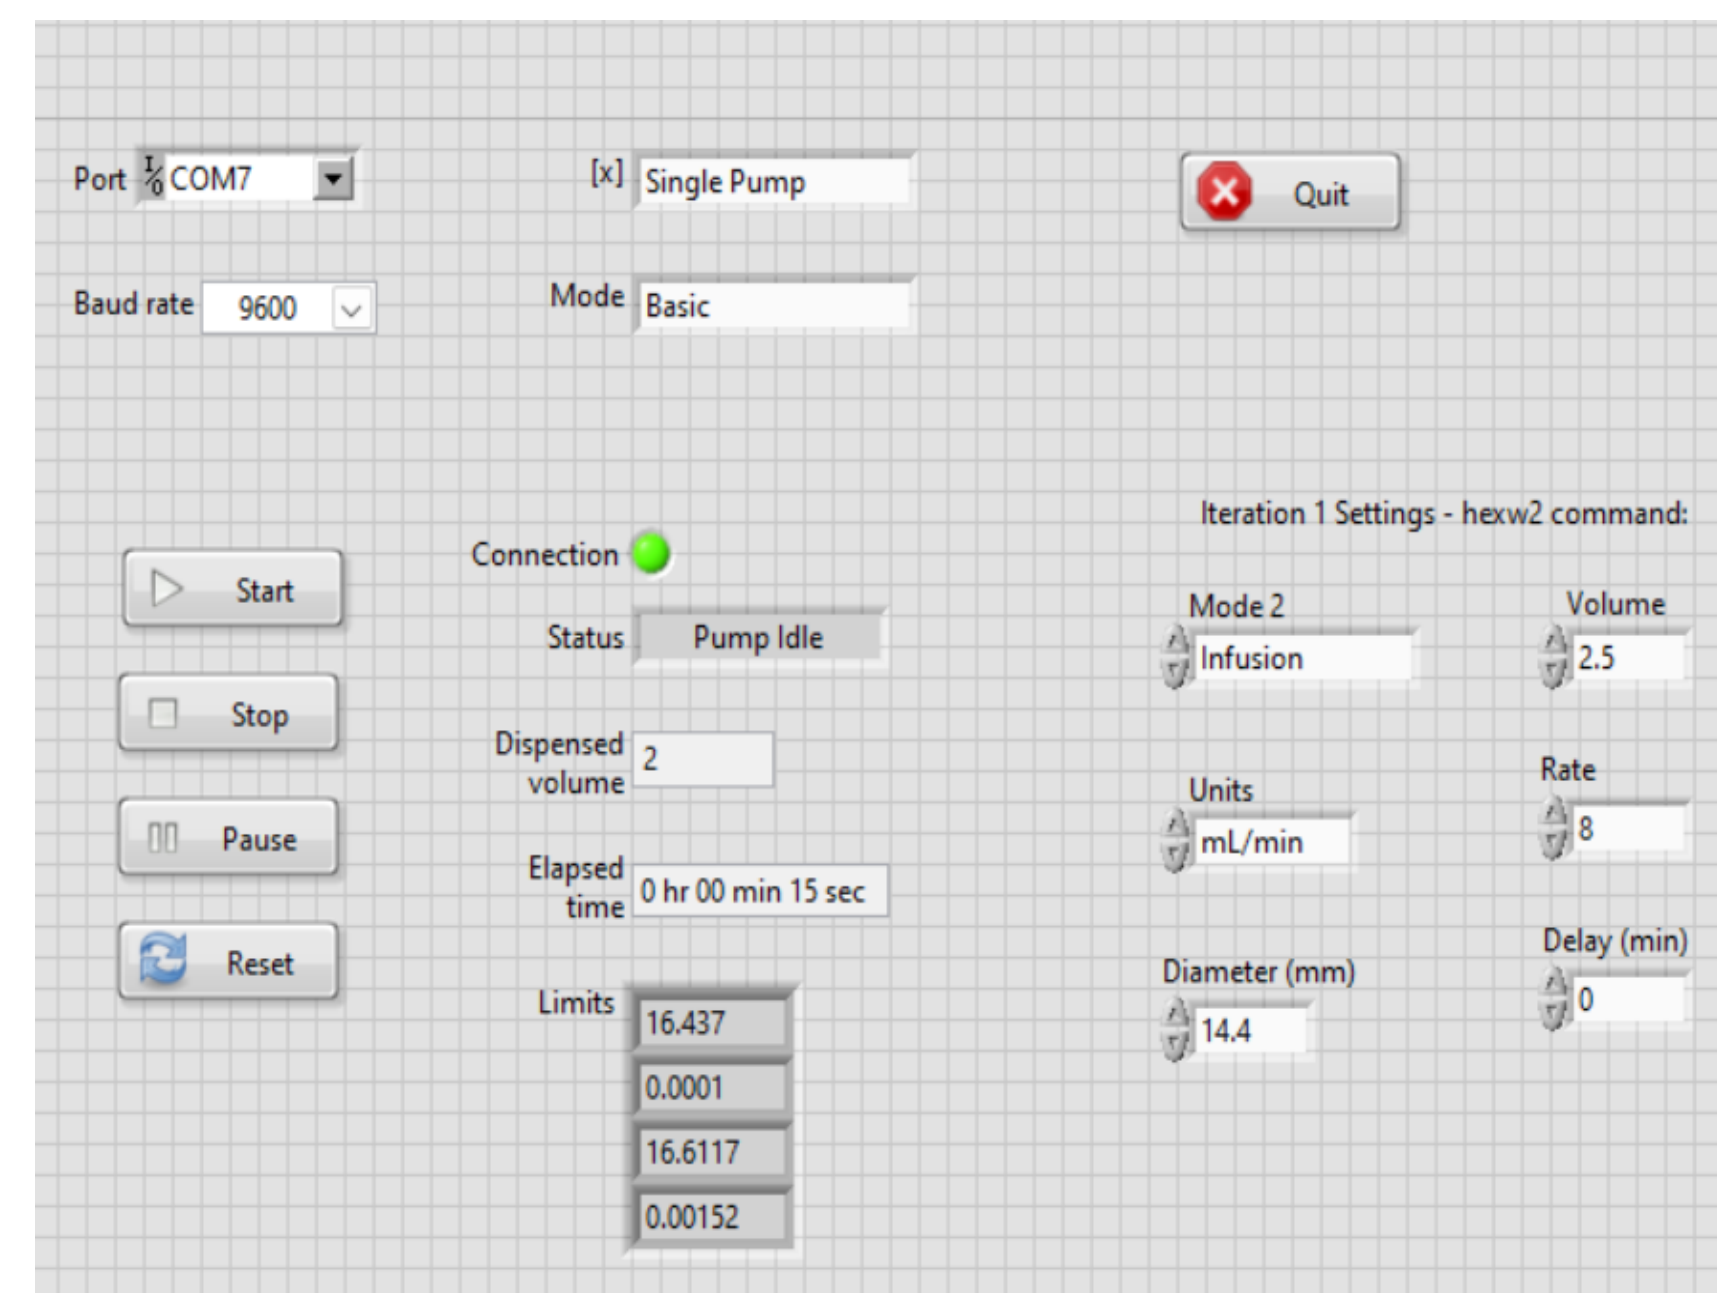 Port I/O COM7
[x] Single Pump
Quit
Baud rate 9600
Mode Basic
Iteration 1 Settings - hexw2 command:
Start
Stop
Pause
Reset
Connection
Status Pump Idle
Dispensed
volume
2
Elapsed
time
0 hr 00 min 15 sec
Limits
16.437
0.0001
16.6117
0.00152
Mode 2
Infusion
Volume
2.5
Units
mL/min
Rate
8
Diameter (mm)
14.4
Delay (min)
0